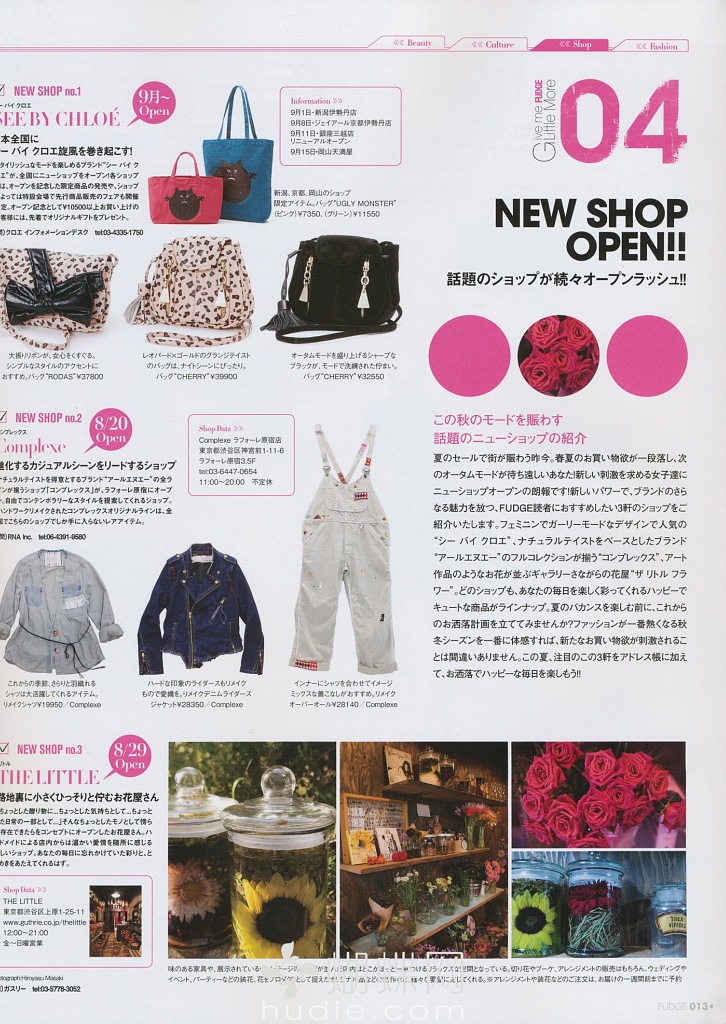 《《 Beauty
《《 Culture
《《 Shop
《《 Fashion
NEW SHOP no.1
ー バイ クロエ
SEE BY CHLOÉ
9月〜
Open
本全国に
ー バイ クロエ旋風を巻き起こす!
タイリッシュなモードを楽しめるブランド“シー バイ ク
エ”が、全国にニューショップをオープン!各ショップ
は、オープンを記念した限定商品の発売や、ショップ
よっては特設会場で先行商品販売のフェアも開催
定。オープン記念として¥10500以上お買い上げの
客様には、先着でオリジナルギフトをプレゼント。
問)クロエ インフォメーションデスク tel:03-4335-1750
Information 》》
9月1日・新潟伊勢丹店
9月8日・ジェイアール京都伊勢丹店
9月11日・銀座三越店
リニューアルオープン
9月15日・岡山天満屋
新潟、京都、岡山のショップ
限定アイテム。バッグ“UGLY MONSTER”
(ピンク)¥7350、(グリーン)¥11550
大振りリボンが、女心をくすぐる。
シンプルなスタイルのアクセントに
おすすめ。バッグ“RODAS”¥37800
レオパード×ゴールドのグランジテイスト
のバッグは、ナイトシーンにぴったり。
バッグ“CHERRY”¥39900
オータムモードを盛り上げるシャープな
ブラックが、モードで洗練された佇まい。
バッグ“CHERRY”¥32550
Give me FUDGE
Little More
04
NEW SHOP
OPEN!!
話題のショップが続々オープンラッシュ!!
この秋のモードを賑わす
話題のニューショップの紹介
夏のセールで街が賑わう昨今。春夏のお買い物欲が一段落し、次
のオータムモードが待ち遠しいあなた!新しい刺激を求める女子達に
ニューショップオープンの朗報です!新しいパワーで、ブランドのさら
なる魅力を放つ、FUDGE読者におすすめしたい3軒のショップをご
紹介いたします。フェミニンでガーリーモードなデザインで人気の
“シー バイ クロエ”、ナチュラルテイストをベースとしたブランド
“アールエヌエー”のフルコレクションが揃う“コンプレックス”、アート
作品のようなお花が並ぶギャラリーさながらの花屋“ザ リトル フラ
ワー”。どのショップも、あなたの毎日を楽しく彩ってくれるハッピーで
キュートな商品がラインナップ。夏のバカンスを楽しむ前に、これから
のお洒落計画を立ててみませんか?ファッションが一番熱くなる秋
冬シーズンを一番に体感すれば、新たなお買い物欲が刺激されるこ
とは間違いありません。この夏、注目のこの3軒をアドレス帳に加え
て、お洒落でハッピーな毎日を楽しもう!!
NEW SHOP no.2
ンプレックス
Complexe
8/20
Open
進化するカジュアルシーンをリードするショップ
ナチュラルテイストを得意とするブランド“アールエヌエー”の全ラ
ンが揃うショップ「コンプレックス」が、ラフォーレ原宿にオープ
。自由でコンテンポラリーなスタイルを提案してくれるショップ。
ハンドワークリメイクされたコンプレックスオリジナルラインは、全
国でこちらのショップでしか手に入らないレアアイテム。
問)RNA Inc. tel:06-4391-9580
Shop Data 》》
Complexe ラフォーレ原宿店
東京都渋谷区神宮前1-11-6
ラフォーレ原宿3.5F
tel:03-6447-0654
11:00〜20:00 不定休
これからの季節、さらりと羽織れる
シャツは大活躍してくれるアイテム。
リメイクシャツ¥19950/Complexe
ハードな印象のライダースもリメイク
もので愛嬌を。リメイクデニムライダース
ジャケット¥28350/Complexe
インナーにシャツを合わせてイメージ
ミックスな着こなしがおすすめ。リメイク
オーバーオール¥28140/Complexe
NEW SHOP no.3
リトル
THE LITTLE
8/29
Open
路地裏に小さくひっそりと佇むお花屋さん
ちょっとした贈り物に...ちょっとした気持ちとして...ちょっと
た日常の一部として...」そんなちょっとしたモノとして傍ら
存在できたらをコンセプトにオープンしたお花屋さん。ハ
ドメイドによる店内からは温かい愛情を随所に感じる
しいショップ。あなたの毎日に忘れかけていた彩りと、と
めきをあたえてくれるはず。
Shop Data 》》
THE LITTLE
東京都渋谷区上原1-25-11
www.guthrie.co.jp/thelittle
12:00〜21:00
金〜日曜営業
photograph:Hiroyasu Masaki
問)ガスリー tel:03-5778-3052
味のある家具や、展示されている
切り花やブーケ、アレンジメントの販売はもちろん、ウェディングや
イベント、パーティーなどの装花、
様々な要望に応じてくれる。※アレンジメントや装花などのご注文は、お届けの一週間前までに予約
蝴蝶网
hudie.com
FUDGE 013